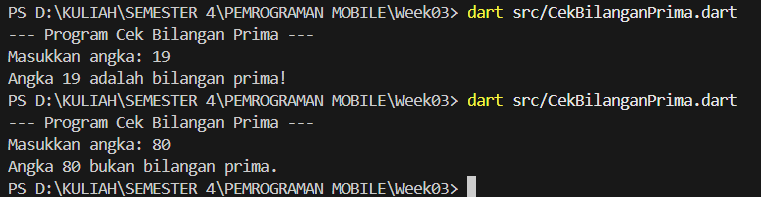 PS D:\KULIAH\SEMESTER 4\PEMROGRAMAN MOBILE\Week03> dart src/CekBilanganPrima.dart
--- Program Cek Bilangan Prima ---
Masukkan angka: 19
Angka 19 adalah bilangan prima!
PS D:\KULIAH\SEMESTER 4\PEMROGRAMAN MOBILE\Week03> dart src/CekBilanganPrima.dart
--- Program Cek Bilangan Prima ---
Masukkan angka: 80
Angka 80 bukan bilangan prima.
PS D:\KULIAH\SEMESTER 4\PEMROGRAMAN MOBILE\Week03>